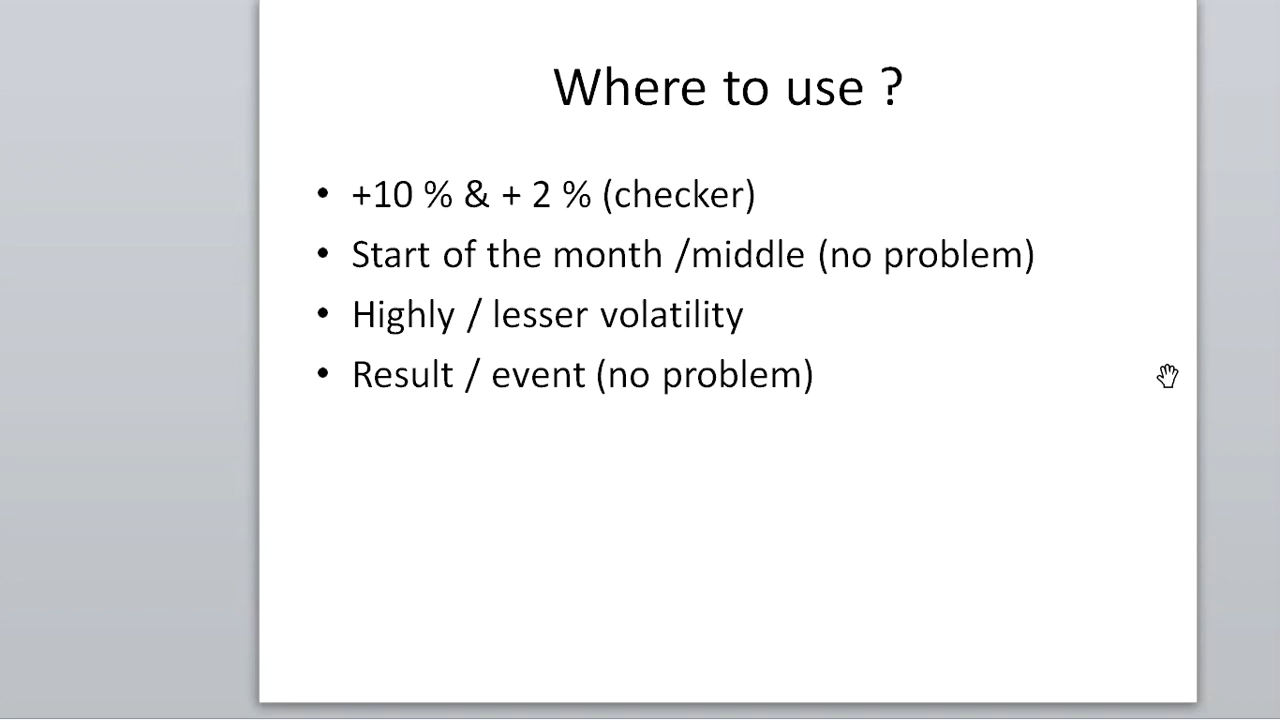 Where to use ?
• +10 % & + 2 % (checker)
• Start of the month /middle (no problem)
• Highly / lesser volatility
• Result / event (no problem)